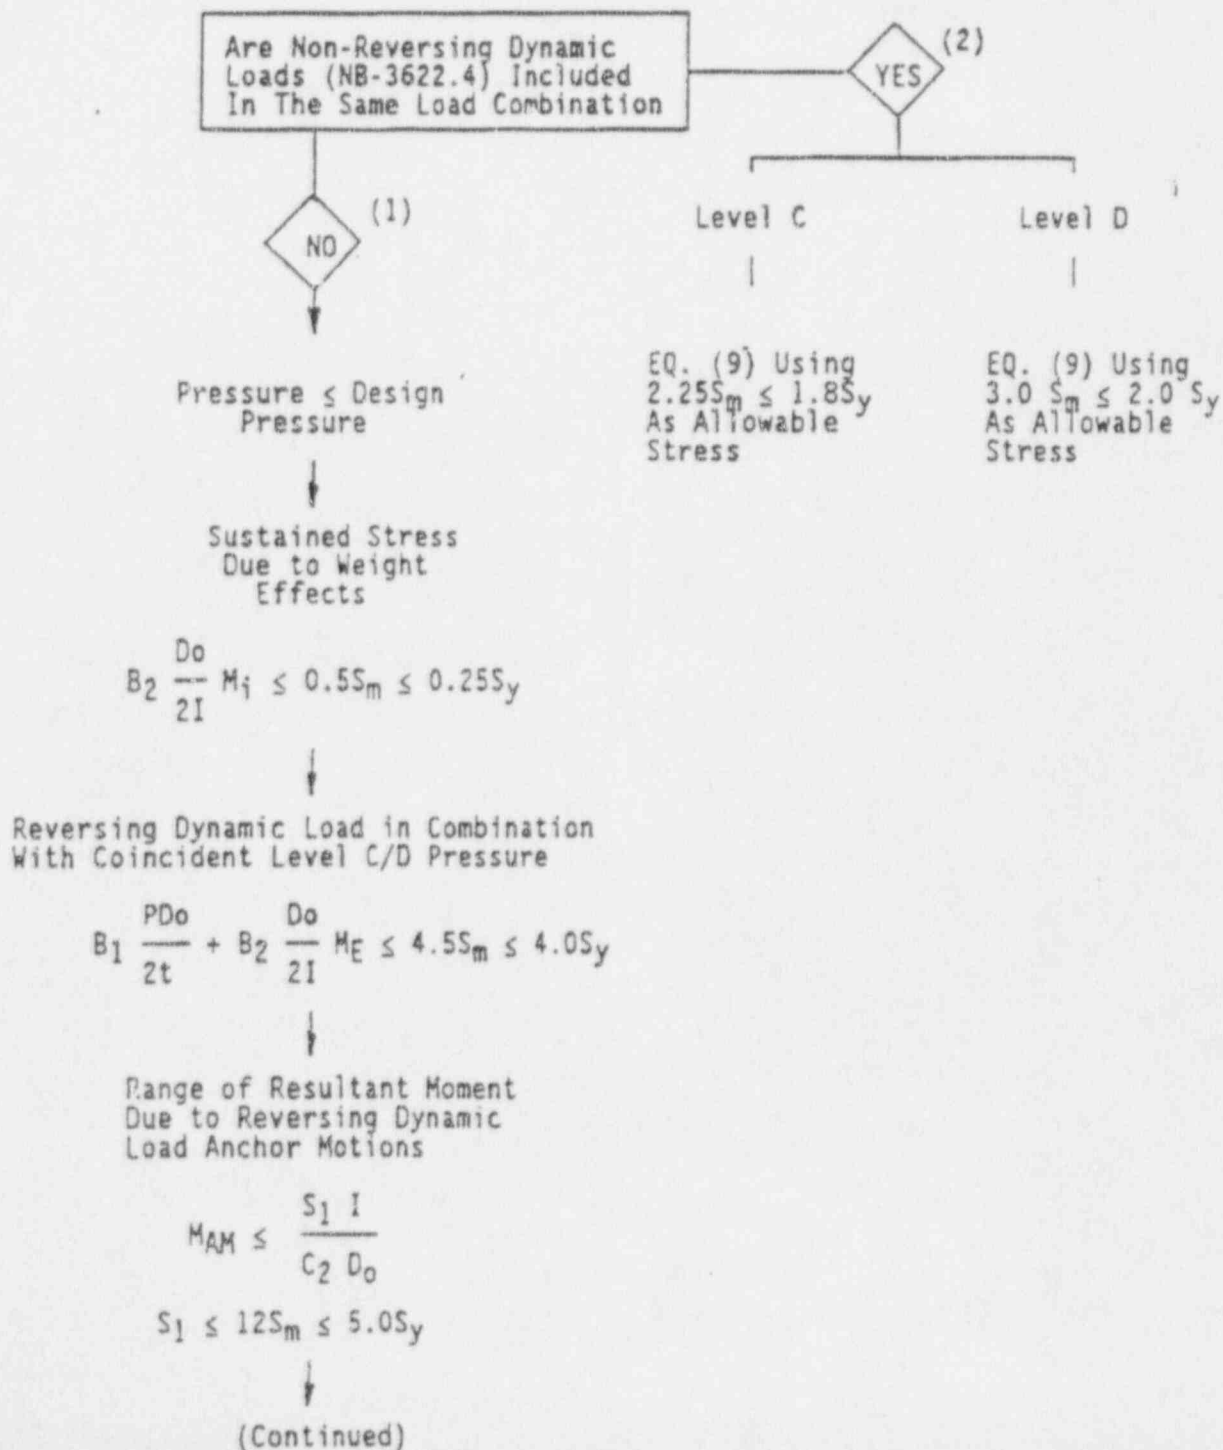 Are Non-Reversing Dynamic
Loads (NB-3622.4) Included
In The Same Load Combination
(2)
YES
(1)
NO
Level C
Level D
EQ. (9) Using
2.25Sm ≤ 1.8Sy
As Allowable
Stress
EQ. (9) Using
3.0 Sm ≤ 2.0 Sy
As Allowable
Stress
Pressure ≤ Design
Pressure
Sustained Stress
Due to Weight
Effects
B2 Do/2I Mi ≤ 0.5Sm ≤ 0.25Sy
Reversing Dynamic Load in Combination
With Coincident Level C/D Pressure
B1 PDo/2t + B2 Do/2I ME ≤ 4.5Sm ≤ 4.0Sy
Range of Resultant Moment
Due to Reversing Dynamic
Load Anchor Motions
MAM ≤ S1 I/C2 Do
S1 ≤ 12Sm ≤ 5.0Sy
(Continued)